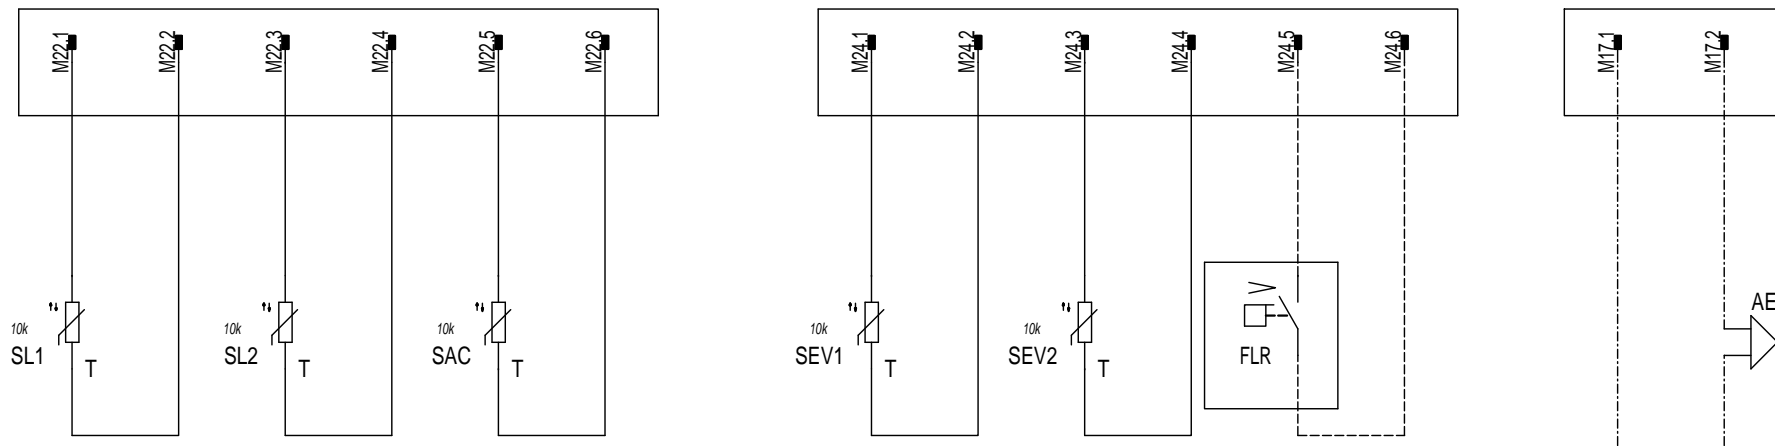 M22.1
M22.2
M22.3
M22.4
M22.5
M22.6
M24.1
M24.2
M24.3
M24.4
M24.5
M24.6
M17.1
M17.2
10k
SL1
T
10k
SL2
T
10k
SAC
T
10k
SEV1
T
10k
SEV2
T
FLR
AE